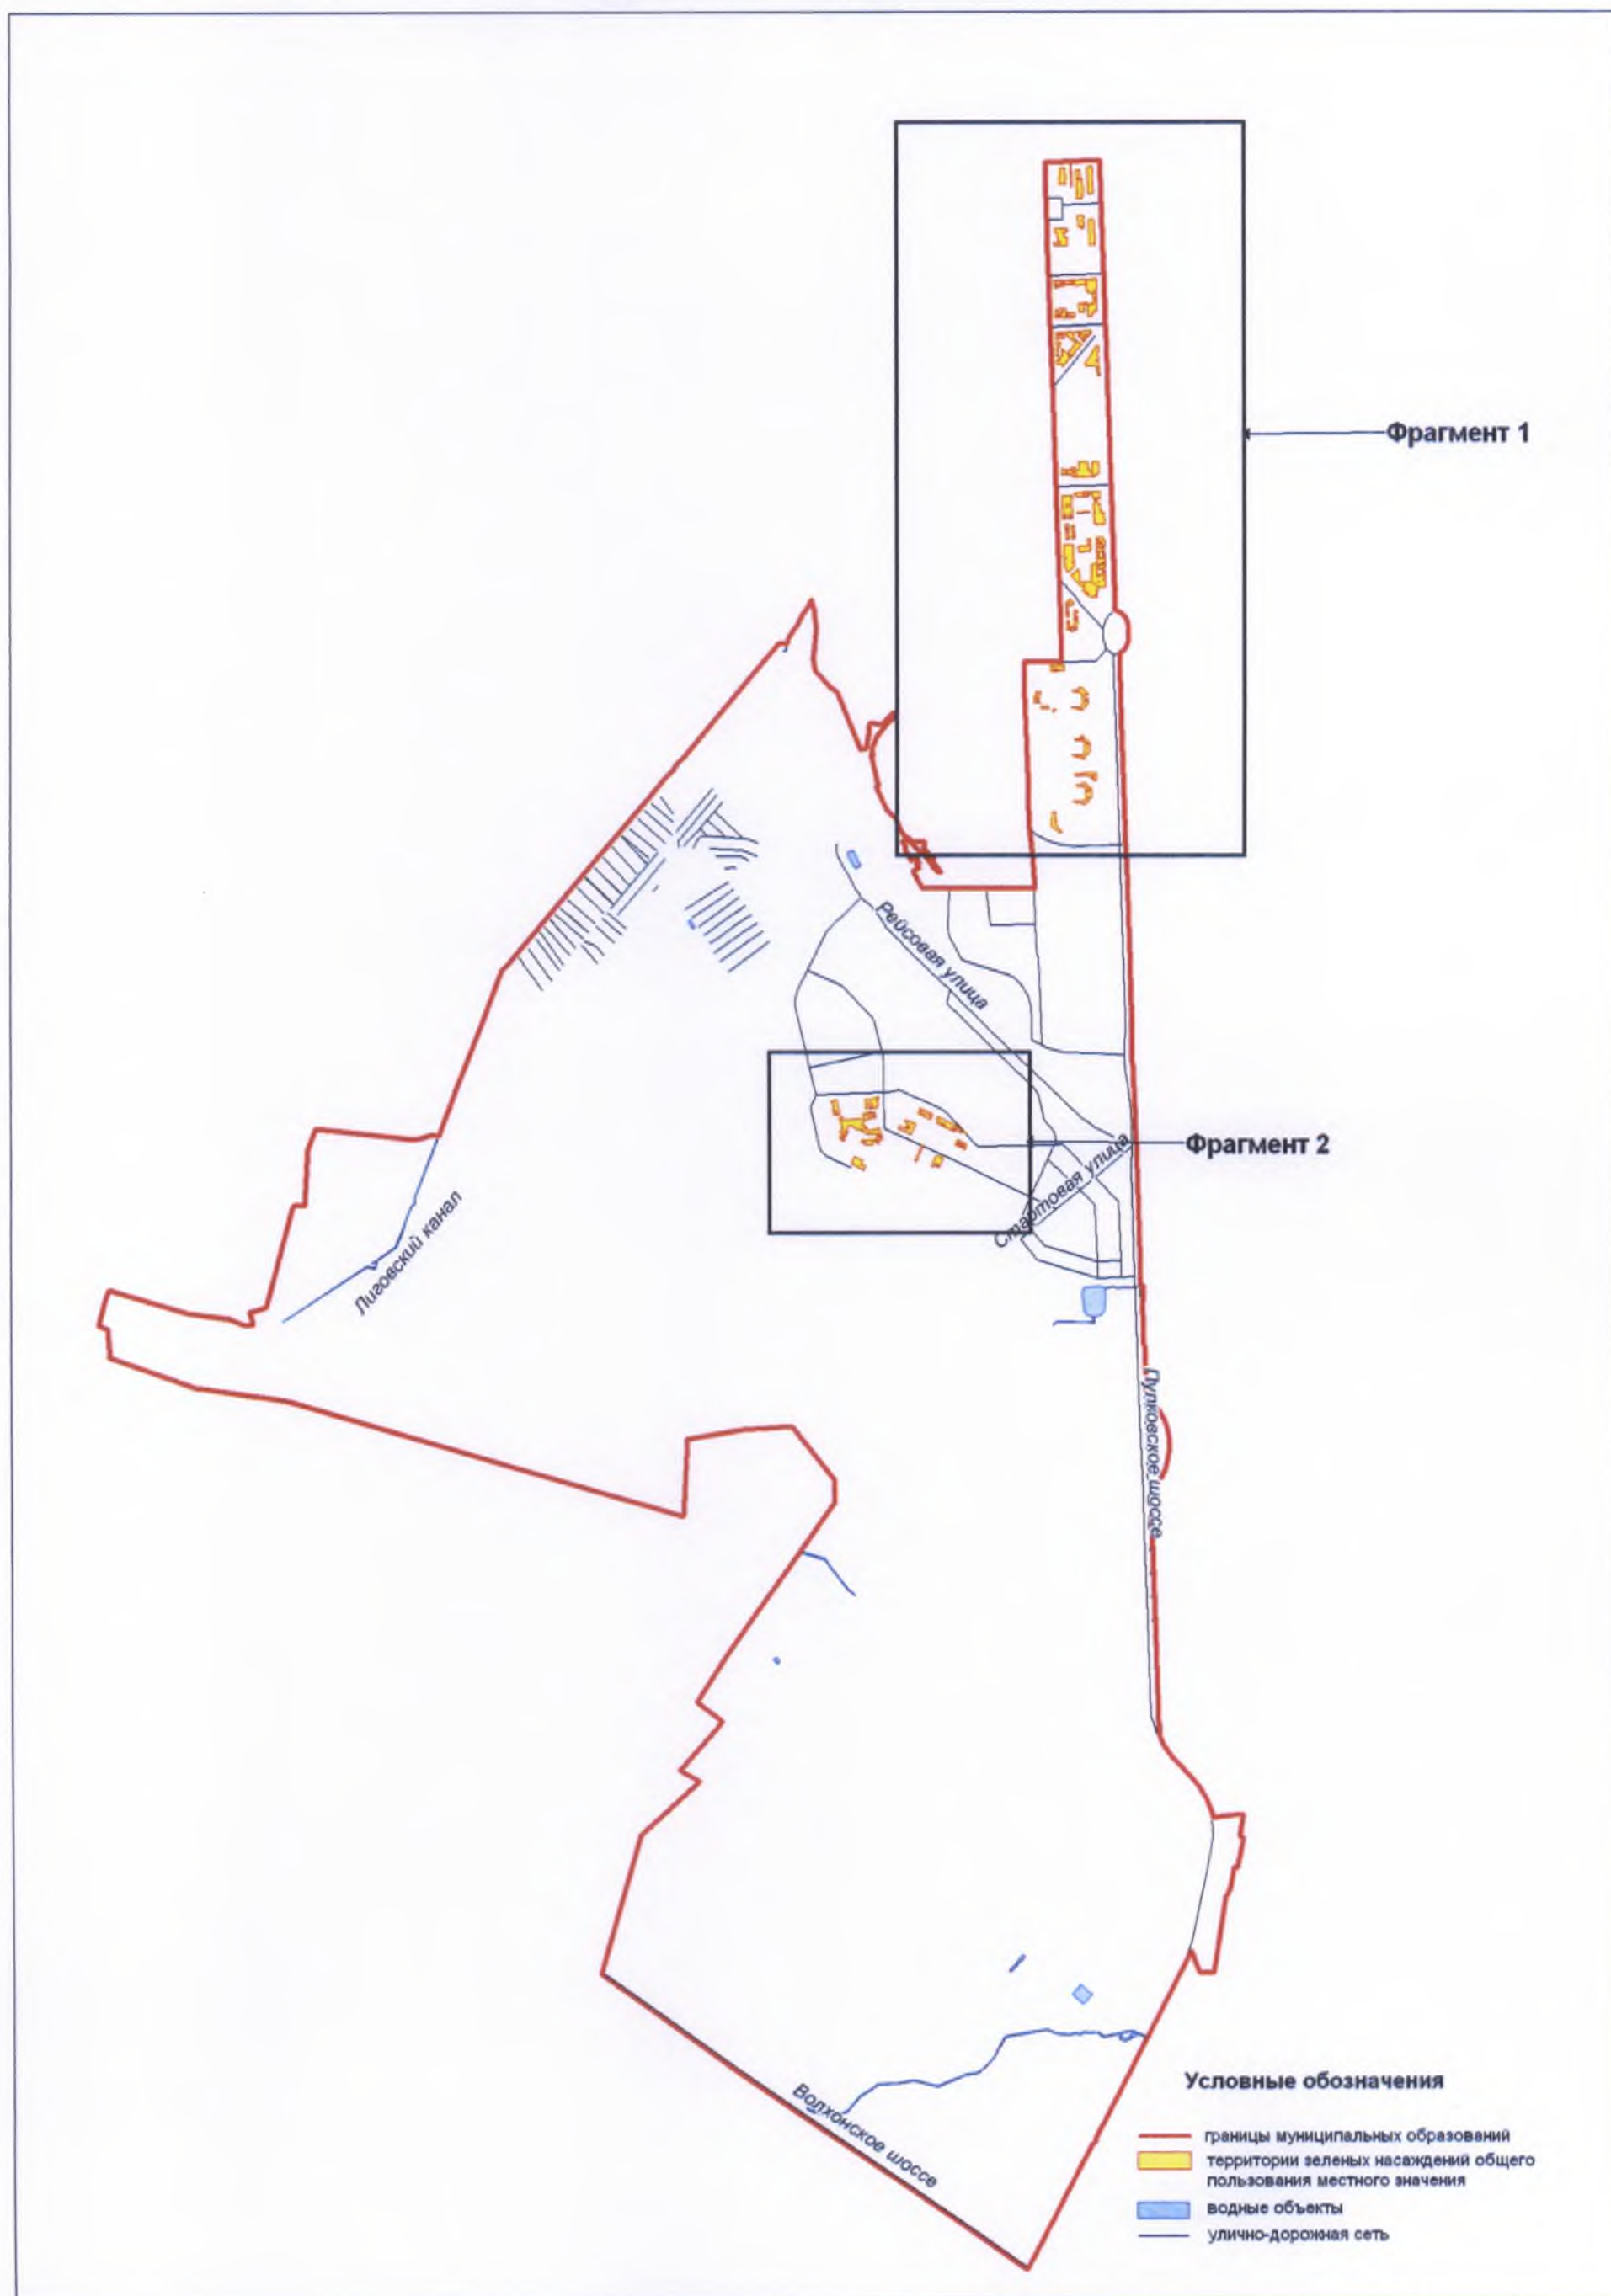 Фрагмент 1
Рейсовая улица
Фрагмент 2
Стартовая улица
Лиговский канал
Пулковское шоссе
Волхонское шоссе
Условные обозначения
границы муниципальных образований
территории зеленых насаждений общего
пользования местного значения
водные объекты
улично-дорожная сеть